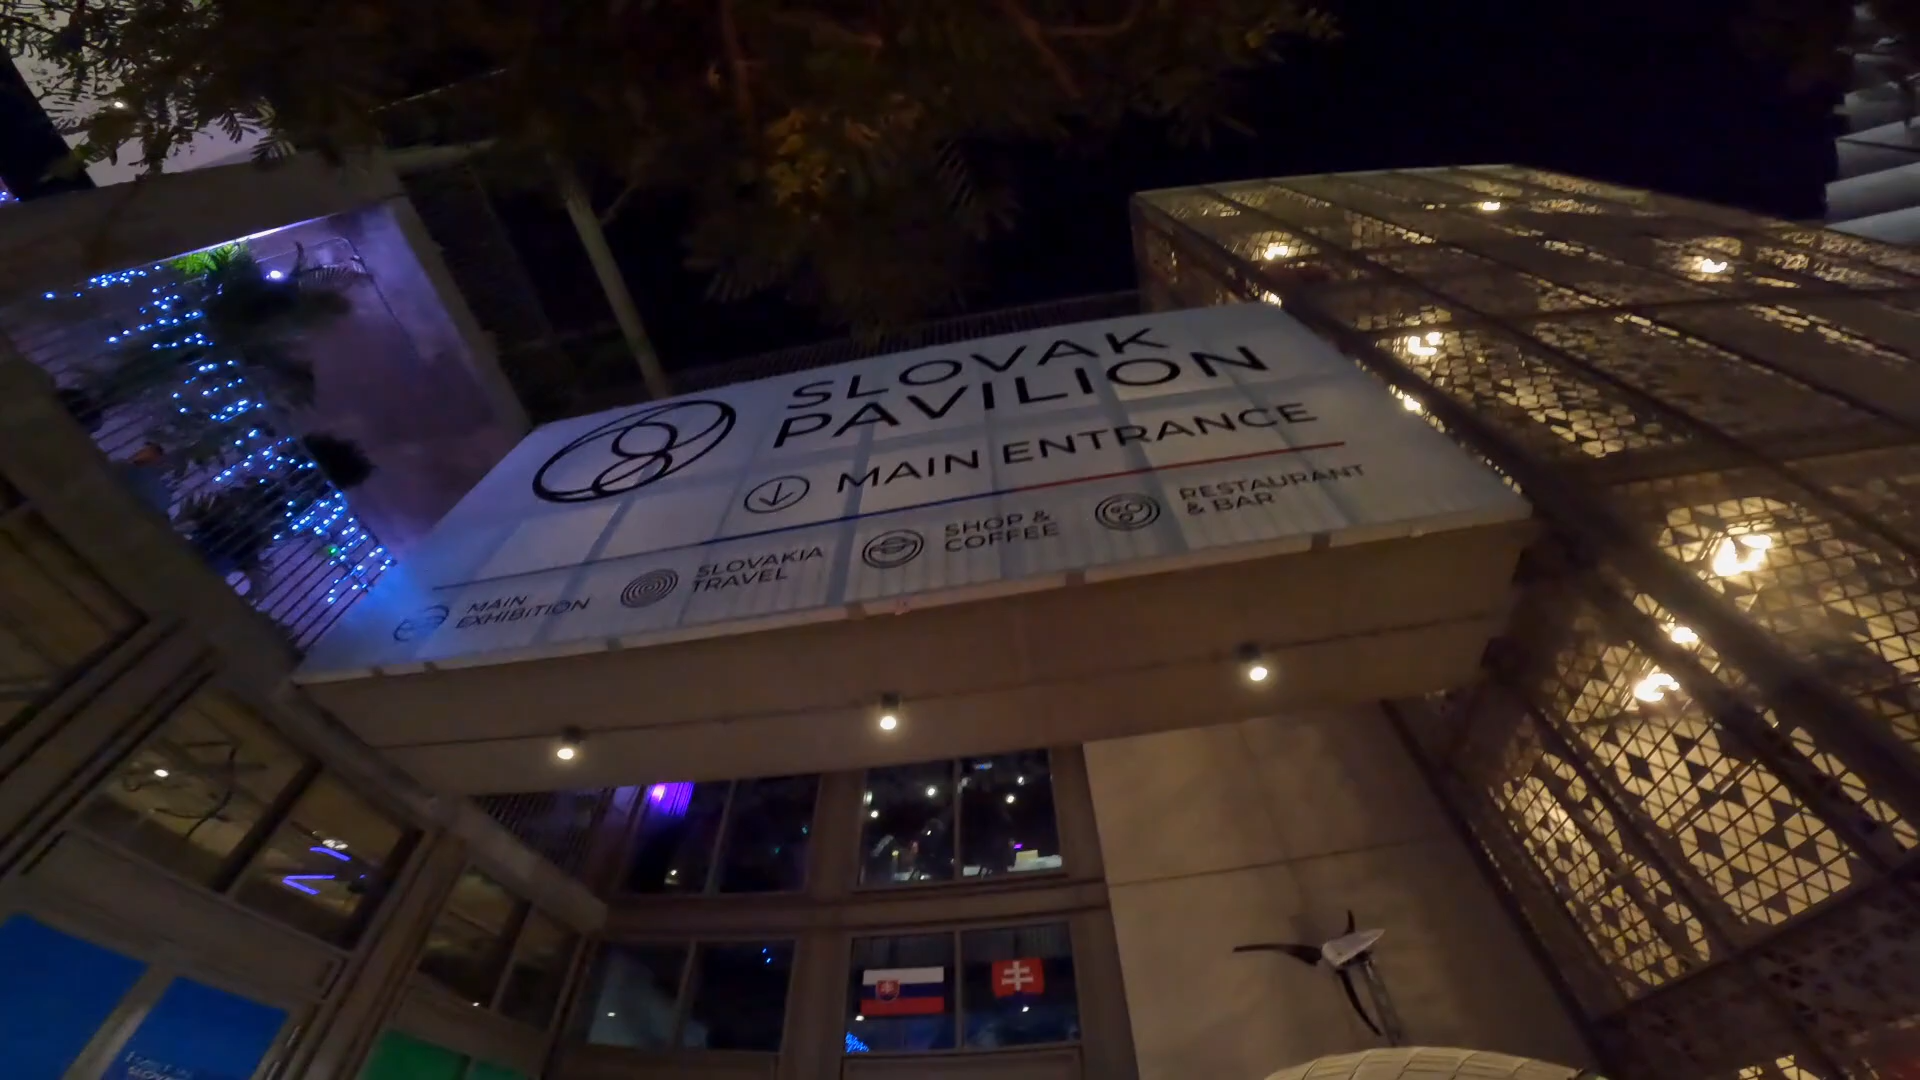 SLOVAK
PAVILION
MAIN ENTRANCE
MAIN
EXHIBITION
SLOVAKIA
TRAVEL
SHOP &
COFFEE
RESTAURANT
& BAR